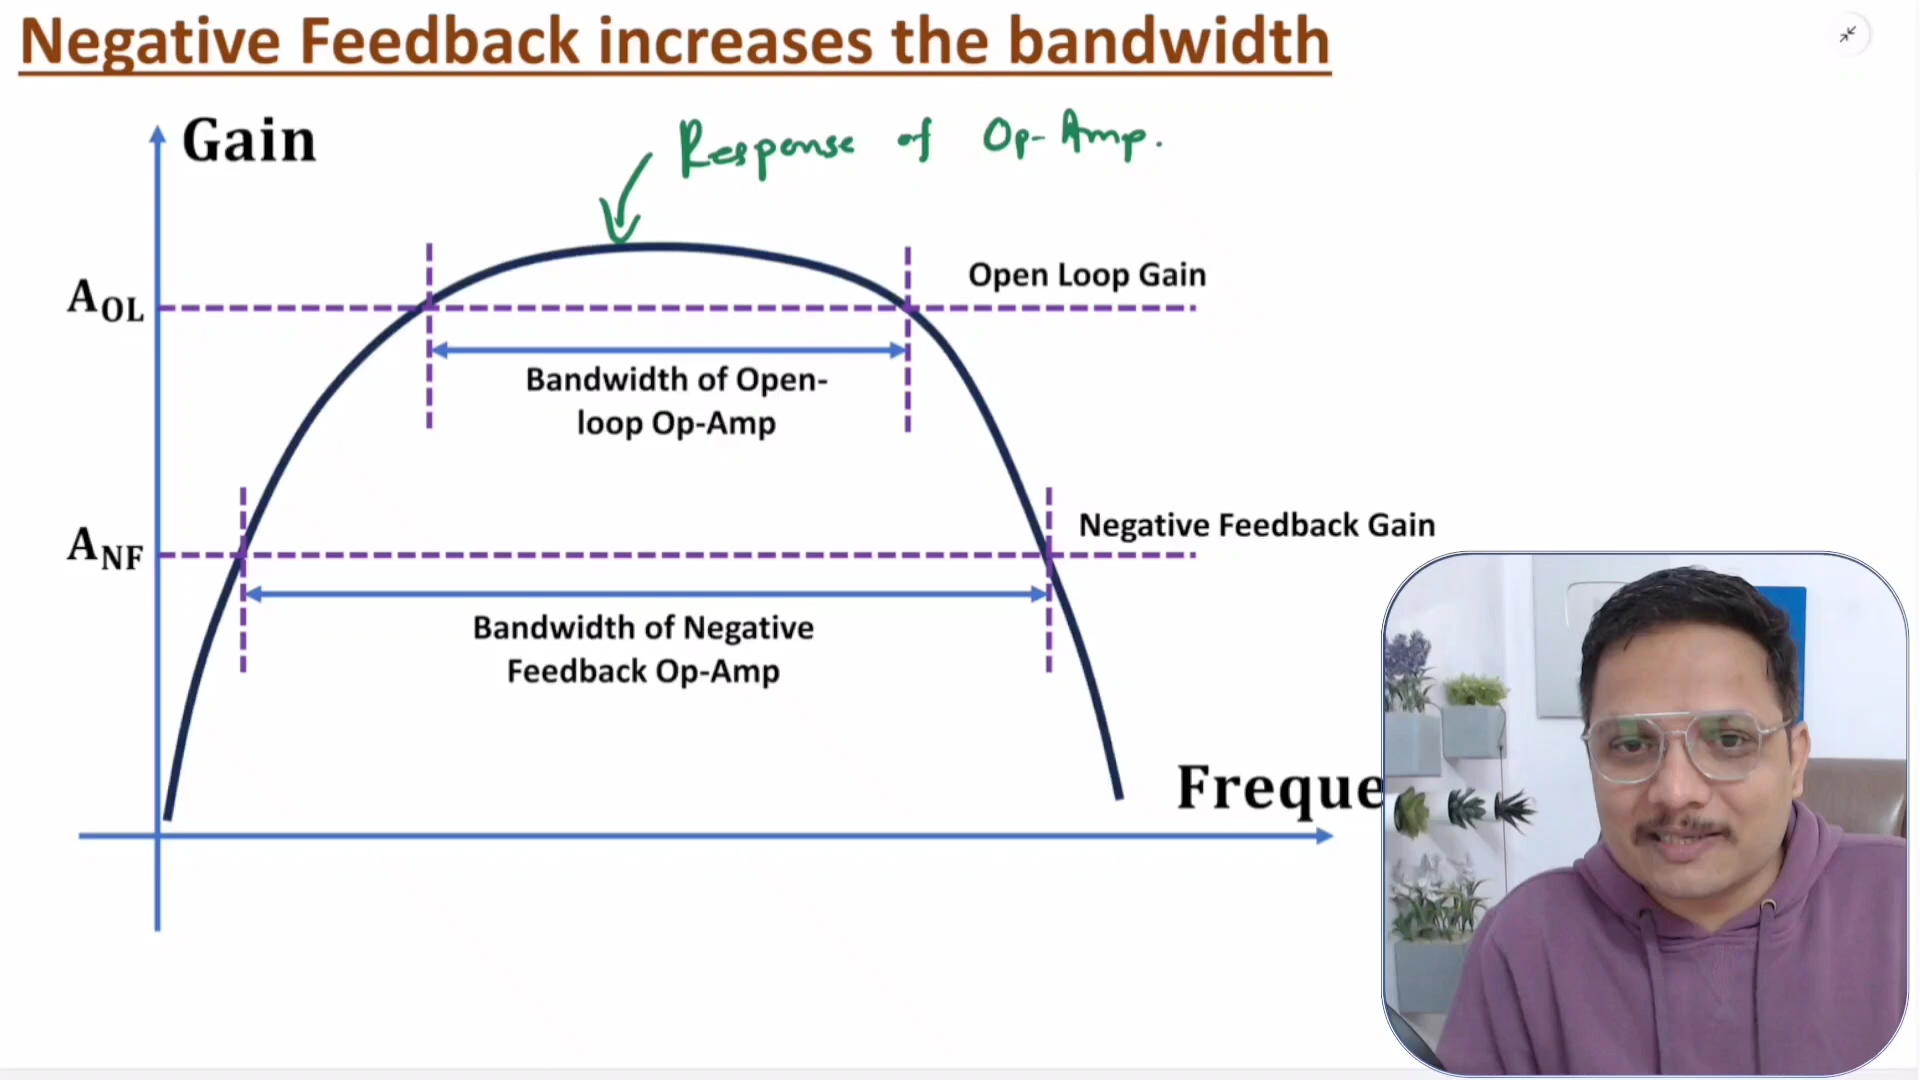 Negative Feedback increases the bandwidth
Gain
Response of Op-Amp.
Open Loop Gain
AOL
Bandwidth of Open-
loop Op-Amp
Negative Feedback Gain
ANF
Bandwidth of Negative
Feedback Op-Amp
Freque